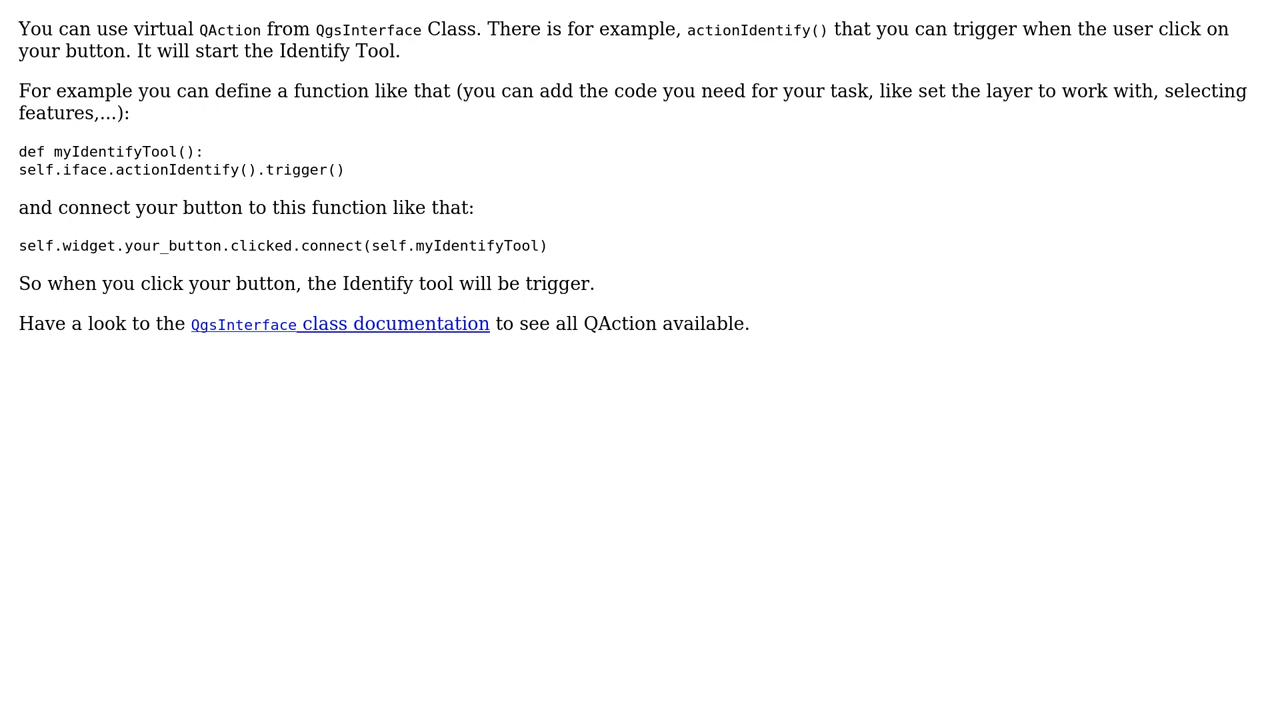 You can use virtual QAction from QgsInterface Class. There is for example, actionIdentify() that you can trigger when the user click on
your button. It will start the Identify Tool.
For example you can define a function like that (you can add the code you need for your task, like set the layer to work with, selecting
features,...):
def myIdentifyTool():
self.iface.actionIdentify().trigger()
and connect your button to this function like that:
self.widget.your_button.clicked.connect(self.myIdentifyTool)
So when you click your button, the Identify tool will be trigger.
Have a look to the QgsInterface class documentation to see all QAction available.